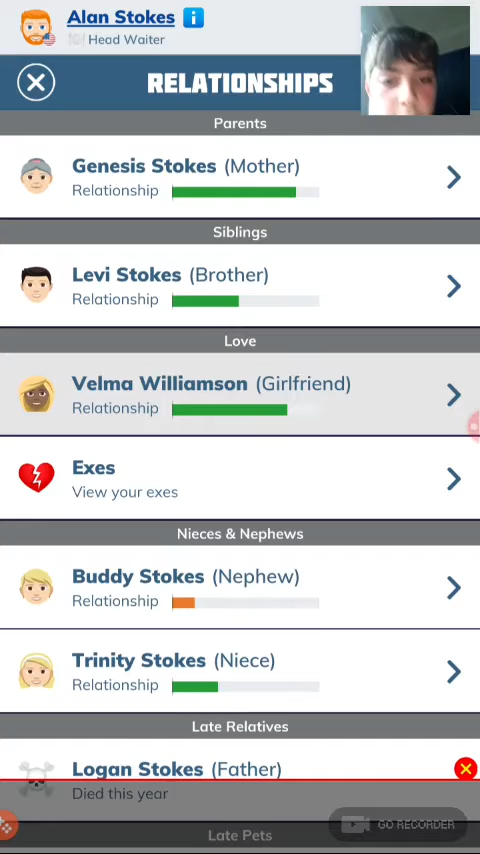 Alan Stokes i
Head Waiter
RELATIONSHIPS
Parents
Genesis Stokes (Mother)
Relationship
Siblings
Levi Stokes (Brother)
Relationship
Love
Velma Williamson (Girlfriend)
Relationship
Exes
View your exes
Nieces & Nephews
Buddy Stokes (Nephew)
Relationship
Trinity Stokes (Niece)
Relationship
Late Relatives
Logan Stokes (Father)
Died this year
GO RECORDER
Late Pets